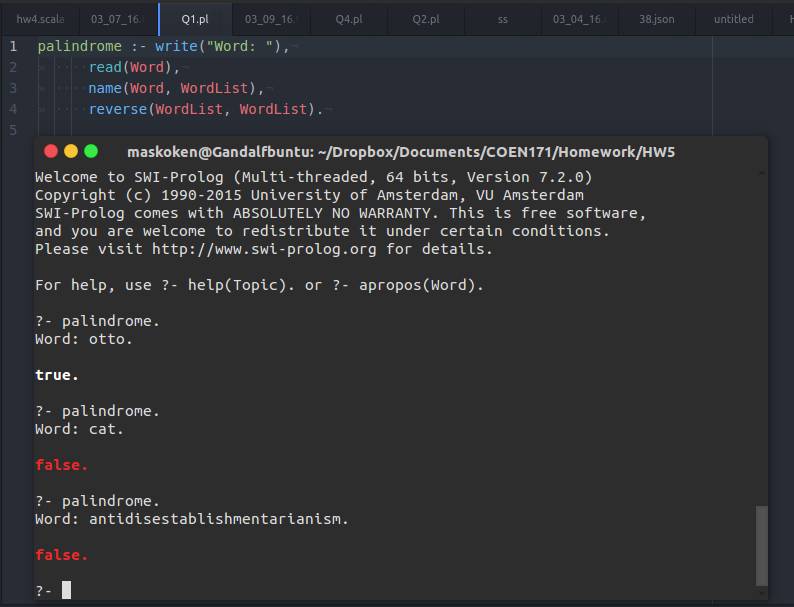 hw4.scala 03_07_16. Q1.pl 03_09_16. Q4.pl Q2.pl ss 03_04_16. 38.json untitled
1 palindrome :- write("Word: "),
2 read(Word),
3 name(Word, WordList),
4 reverse(WordList, WordList).
5
maskoken@Gandalfbuntu: ~/Dropbox/Documents/COEN171/Homework/HW5
Welcome to SWI-Prolog (Multi-threaded, 64 bits, Version 7.2.0)
Copyright (c) 1990-2015 University of Amsterdam, VU Amsterdam
SWI-Prolog comes with ABSOLUTELY NO WARRANTY. This is free software,
and you are welcome to redistribute it under certain conditions.
Please visit http://www.swi-prolog.org for details.
For help, use ?- help(Topic). or ?- apropos(Word).
?- palindrome.
Word: otto.
true.
?- palindrome.
Word: cat.
false.
?- palindrome.
Word: antidisestablishmentarianism.
false.
?-